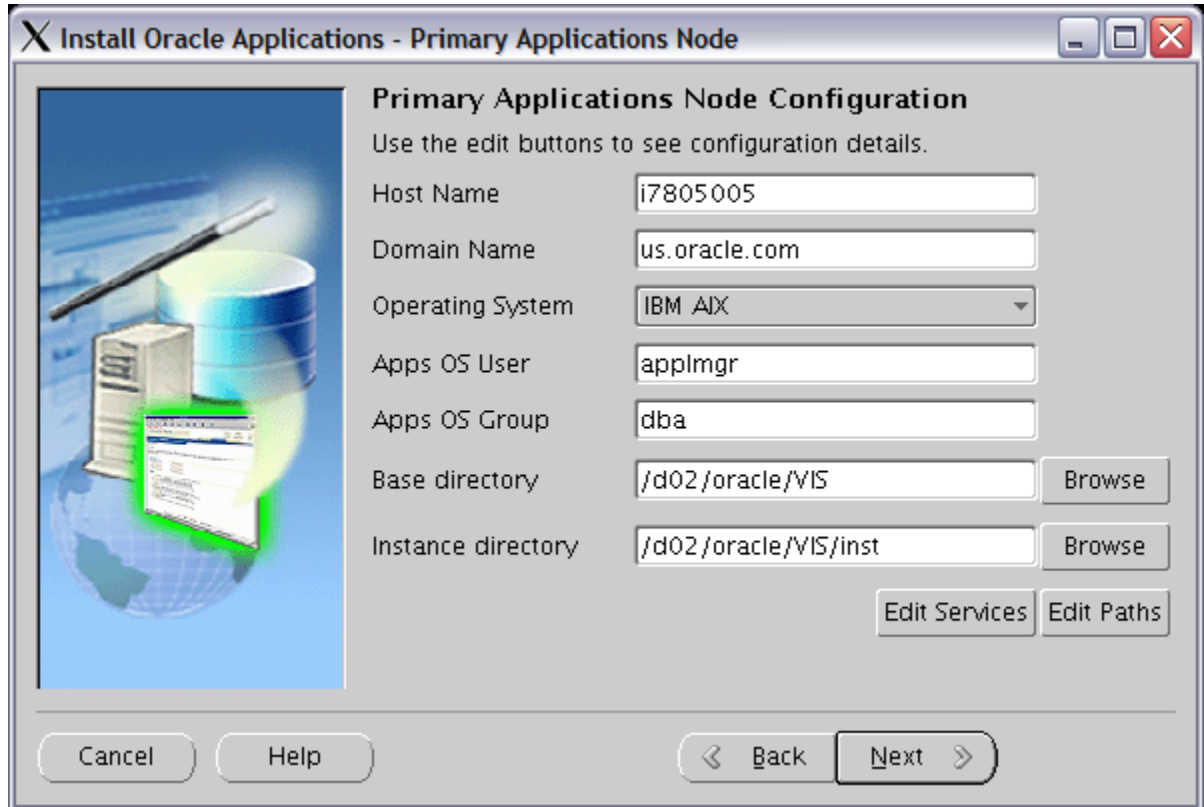 X Install Oracle Applications - Primary Applications Node
Primary Applications Node Configuration
Use the edit buttons to see configuration details.
Host Name i7805005
Domain Name us.oracle.com
Operating System IBM AIX
Apps OS User applmgr
Apps OS Group dba
Base directory /d02/oracle/VIS Browse
Instance directory /d02/oracle/VIS/inst Browse
Edit Services Edit Paths
Cancel Help Back Next